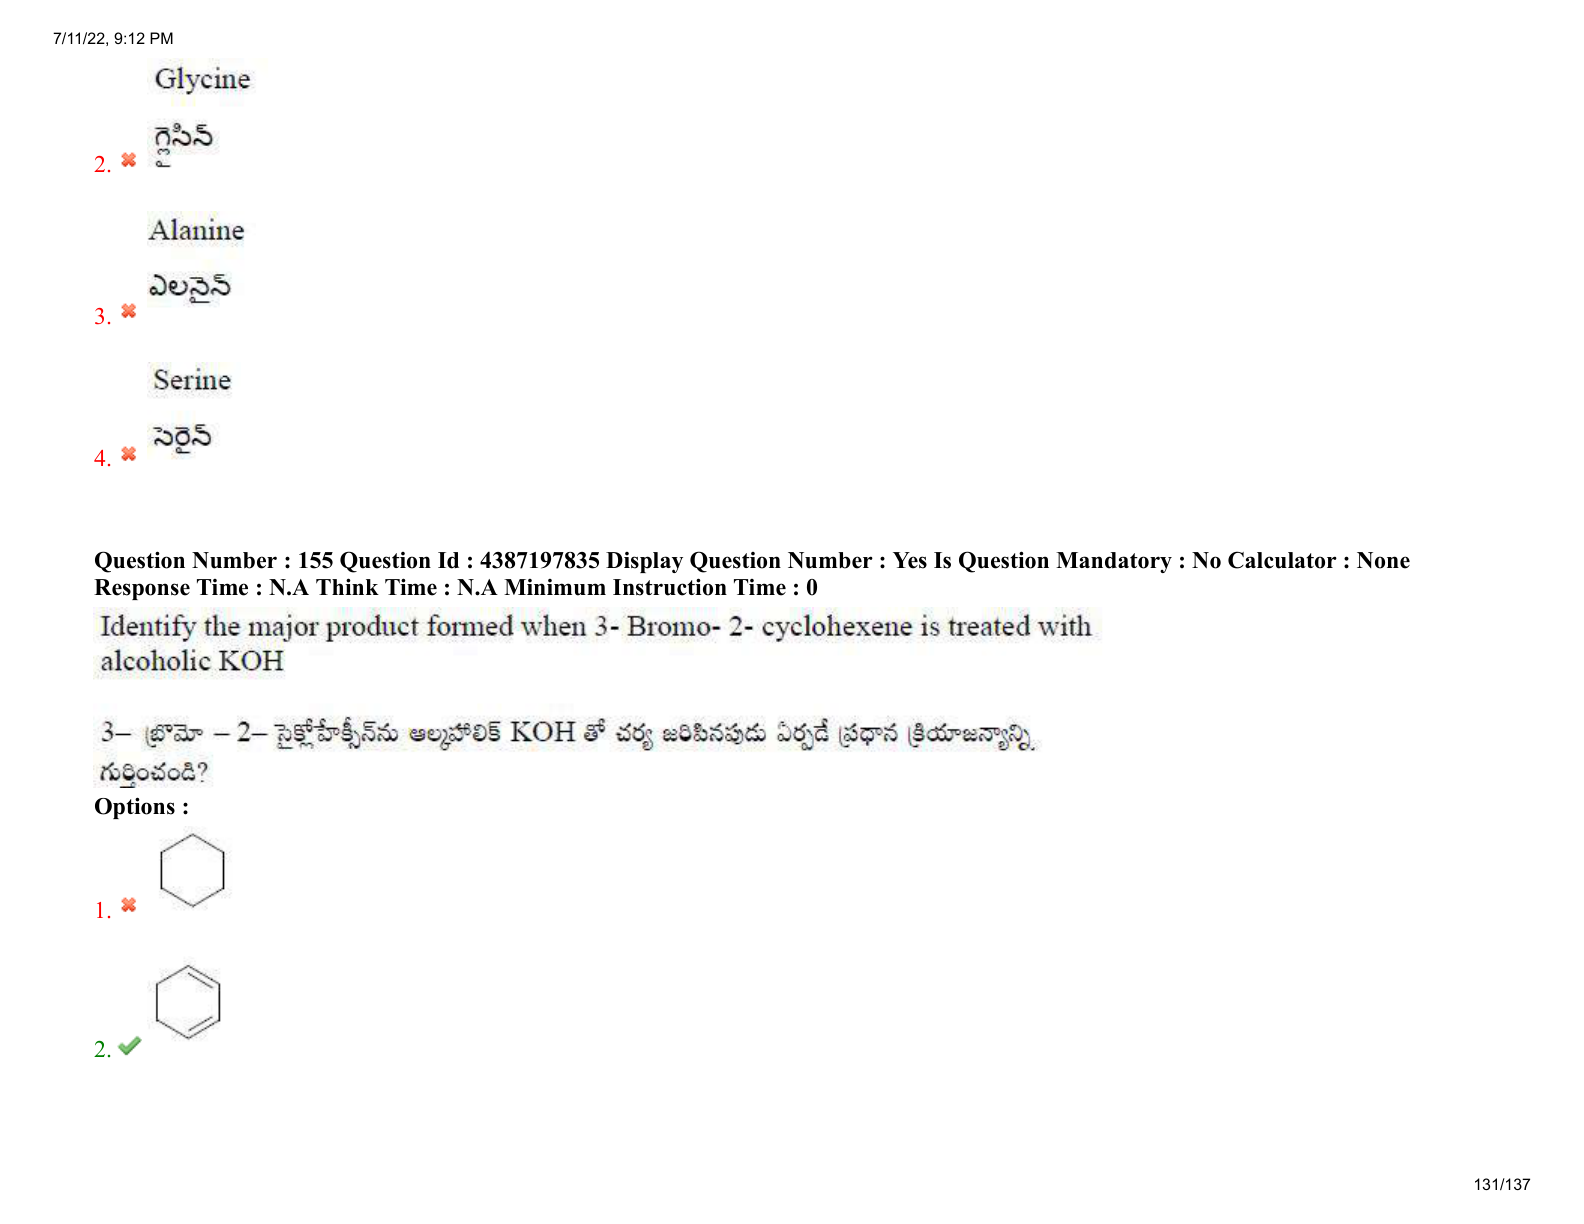 7/11/22, 9:12 PM
Glycine
గ్లైసిన్
2.
Alanine
ఎలనైన్
3.
Serine
సెరైన్
4.
Question Number : 155 Question Id : 4387197835 Display Question Number : Yes Is Question Mandatory : No Calculator : None
Response Time : N.A Think Time : N.A Minimum Instruction Time : 0
Identify the major product formed when 3- Bromo- 2- cyclohexene is treated with
alcoholic KOH
3– బ్రొమో – 2– సైక్లోహేక్సీన్‌ను ఆల్కహాలిక్ KOH తో చర్య జరిపినపుడు ఏర్పడే ప్రధాన క్రియాజన్యాన్ని
గుర్తించండి?
Options :
1.
2.
131/137